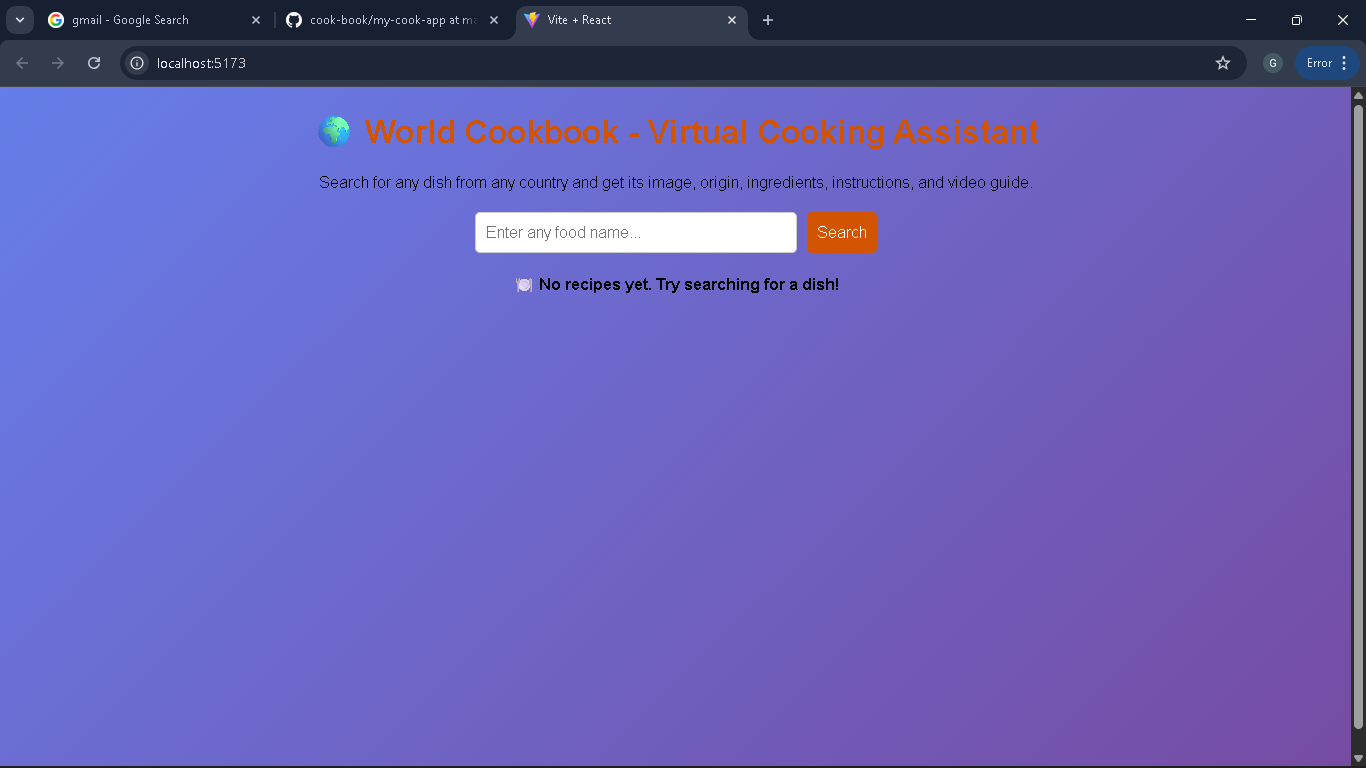 gmail - Google Search
cook-book/my-cook-app at ma
Vite + React
localhost:5173
G
Error
World Cookbook - Virtual Cooking Assistant
Search for any dish from any country and get its image, origin, ingredients, instructions, and video guide.
Enter any food name...
Search
No recipes yet. Try searching for a dish!